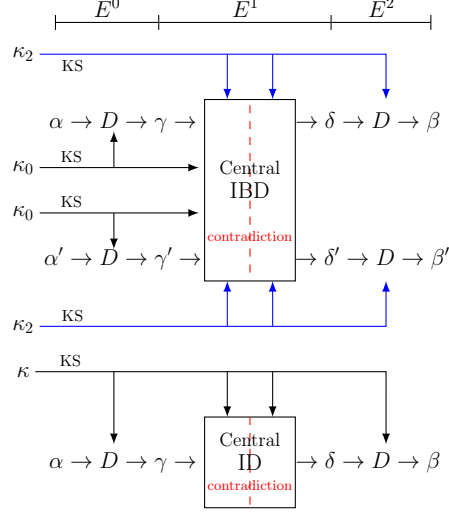 E⁰ E¹ E²
κ₂ KS
α → D → γ → → δ → D → β
κ₀ KS Central
IBD
κ₀ KS
contradiction
α′ → D → γ′ → → δ′ → D → β′
κ₂ KS
κ KS
Central
α → D → γ → ID → δ → D → β
contradiction